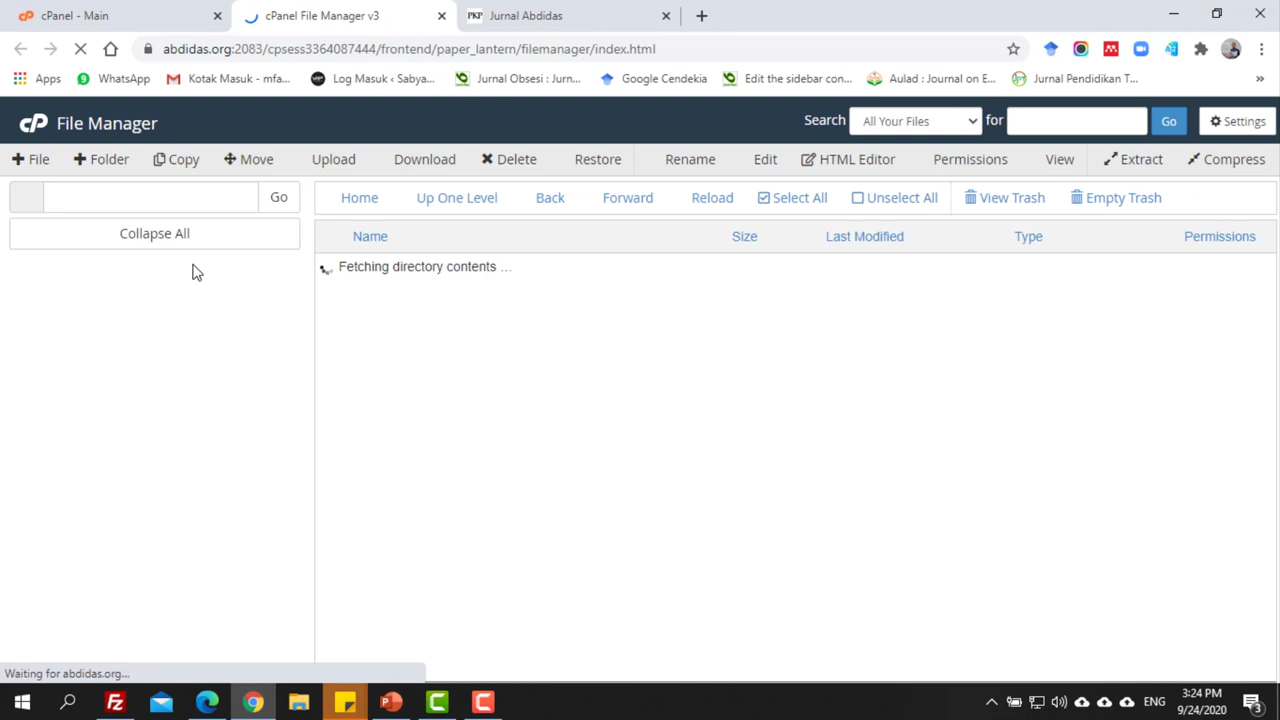 cPanel - Main
cPanel File Manager v3
PKP Jurnal Abdidas
abdidas.org:2083/cpsess3364087444/frontend/paper_lantern/filemanager/index.html
Apps WhatsApp Kotak Masuk - mfa... Log Masuk ‹ Sabya... Jurnal Obsesi : Jurn... Google Cendekia Edit the sidebar con... Aulad : Journal on E... Jurnal Pendidikan T... »
cP File Manager Search All Your Files for Go Settings
File Folder Copy Move Upload Download Delete Restore Rename Edit HTML Editor Permissions View Extract Compress
Go Home Up One Level Back Forward Reload Select All Unselect All View Trash Empty Trash
Collapse All
Name Size Last Modified Type Permissions
Fetching directory contents ...
Waiting for abdidas.org...
ENG
3:24 PM
9/24/2020
3